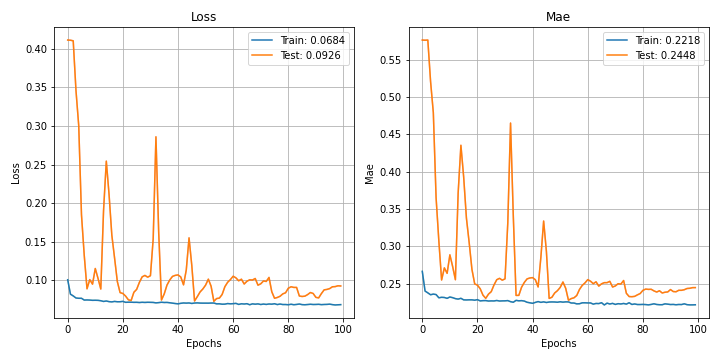 Loss
Train: 0.0684
Test: 0.0926
0.40
0.35
0.30
0.25
0.20
0.15
0.10
Loss
0 20 40 60 80 100
Epochs
Mae
Train: 0.2218
Test: 0.2448
0.55
0.50
0.45
0.40
0.35
0.30
0.25
Mae
0 20 40 60 80 100
Epochs